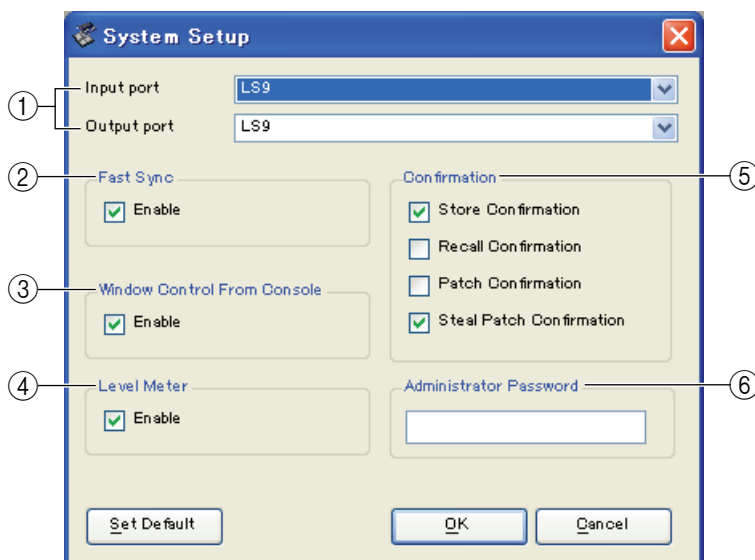 System Setup
① Input port LS9
Output port LS9
② Fast Sync
Enable
③ Window Control From Console
Enable
④ Level Meter
Enable
Confirmation ⑤
Store Confirmation
Recall Confirmation
Patch Confirmation
Steal Patch Confirmation
Administrator Password ⑥
Set Default OK Cancel